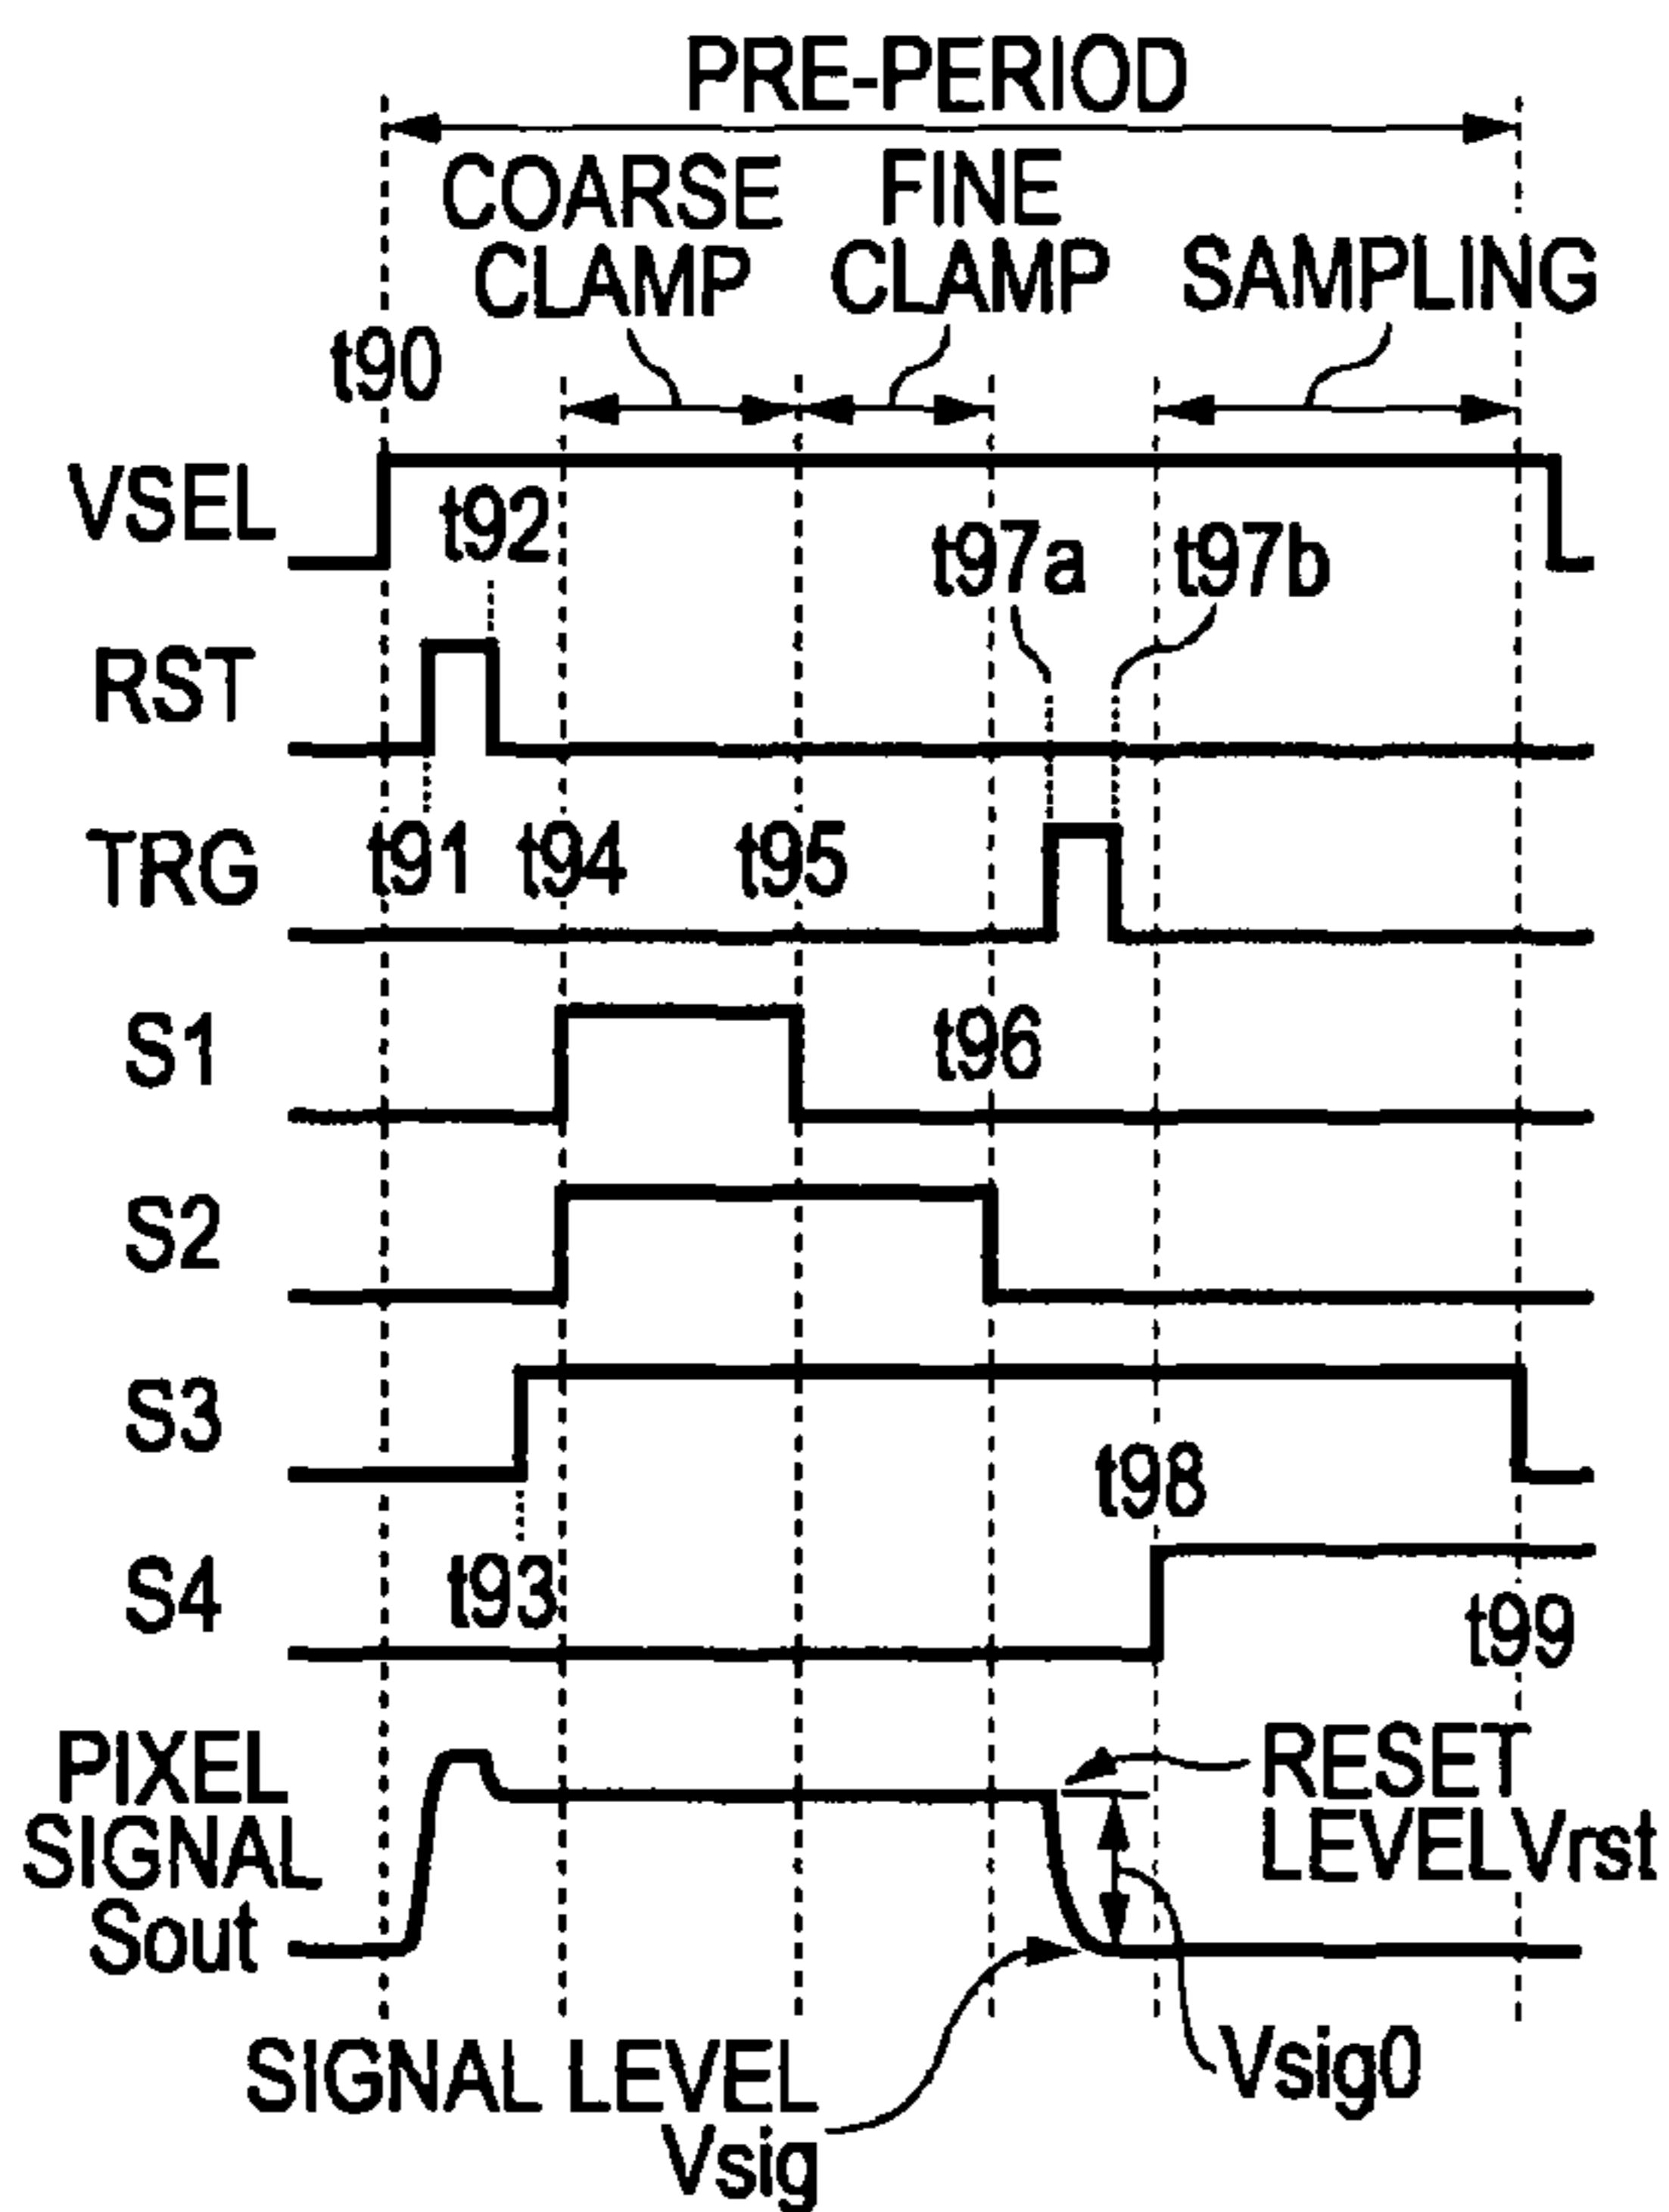 PRE-PERIOD
COARSE
CLAMP
FINE
CLAMP
SAMPLING
t90
VSEL
t92
t97a
t97b
RST
TRG
t91
t94
t95
S1
t96
S2
S3
t98
S4
t93
t99
PIXEL
SIGNAL
Sout
RESET
LEVELVrst
SIGNAL LEVEL
Vsig
Vsig0